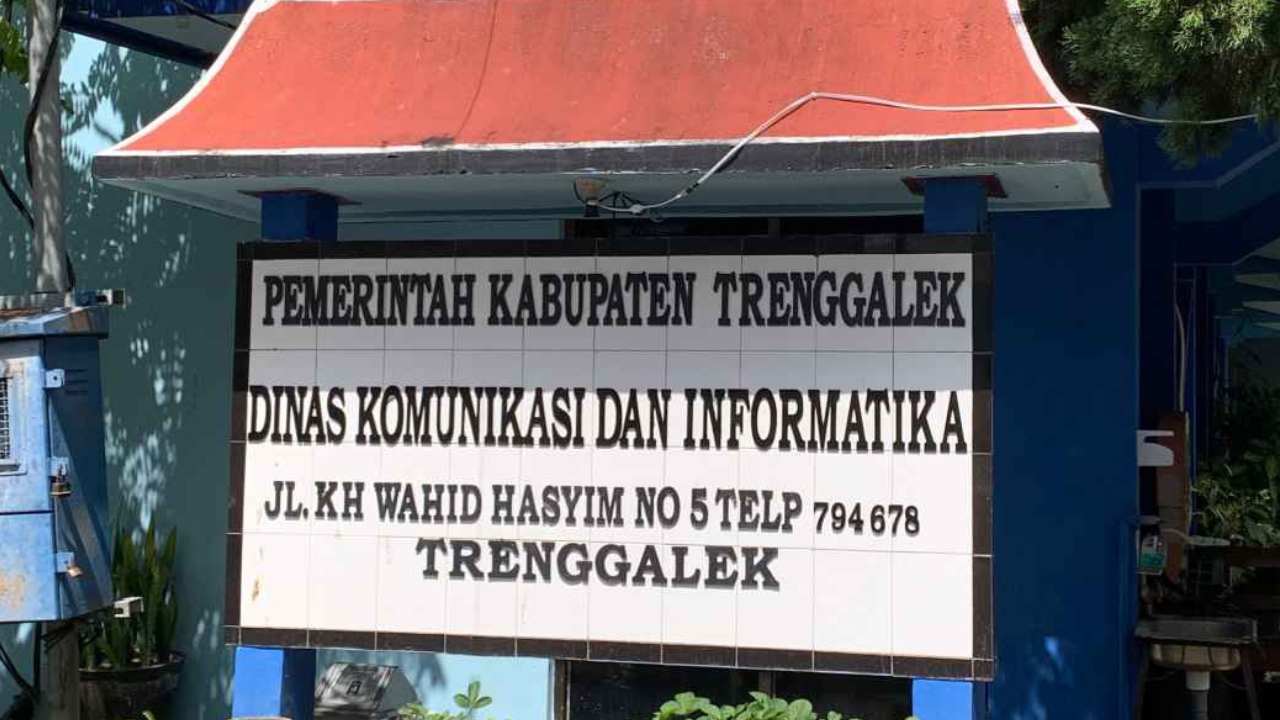 PEMERINTAH KABUPATEN TRENGGALEK
DINAS KOMUNIKASI DAN INFORMATIKA
JL. KH WAHID HASYIM NO 5 TELP 794 678
TRENGGALEK